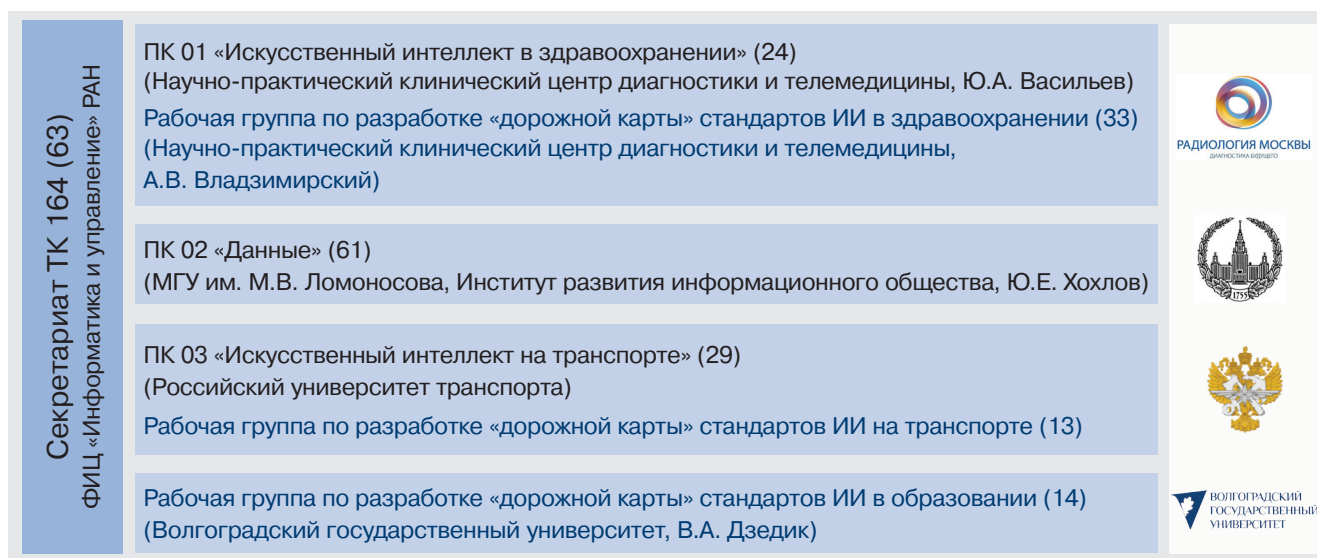 Секретариат ТК 164 (63)
ФИЦ «Информатика и управление» РАН
ПК 01 «Искусственный интеллект в здравоохранении» (24)
(Научно-практический клинический центр диагностики и телемедицины, Ю.А. Васильев)
Рабочая группа по разработке «дорожной карты» стандартов ИИ в здравоохранении (33)
(Научно-практический клинический центр диагностики и телемедицины,
А.В. Владзимирский)
РАДИОЛОГИЯ МОСКВЫ
ДИАГНОСТИКА БУДУЩЕГО
ПК 02 «Данные» (61)
(МГУ им. М.В. Ломоносова, Институт развития информационного общества, Ю.Е. Хохлов)
1755
ПК 03 «Искусственный интеллект на транспорте» (29)
(Российский университет транспорта)
Рабочая группа по разработке «дорожной карты» стандартов ИИ на транспорте (13)
Рабочая группа по разработке «дорожной карты» стандартов ИИ в образовании (14)
(Волгоградский государственный университет, В.А. Дзедик)
ВОЛГОГРАДСКИЙ
ГОСУДАРСТВЕННЫЙ
УНИВЕРСИТЕТ